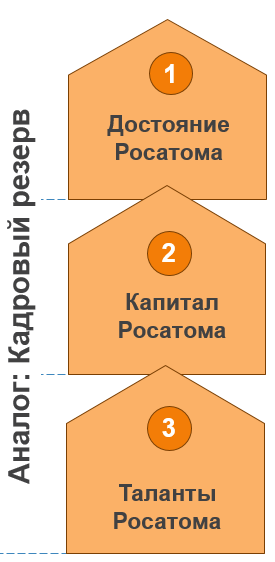 Аналог: Кадровый резерв
1
Достояние
Росатома
2
Капитал
Росатома
3
Таланты
Росатома